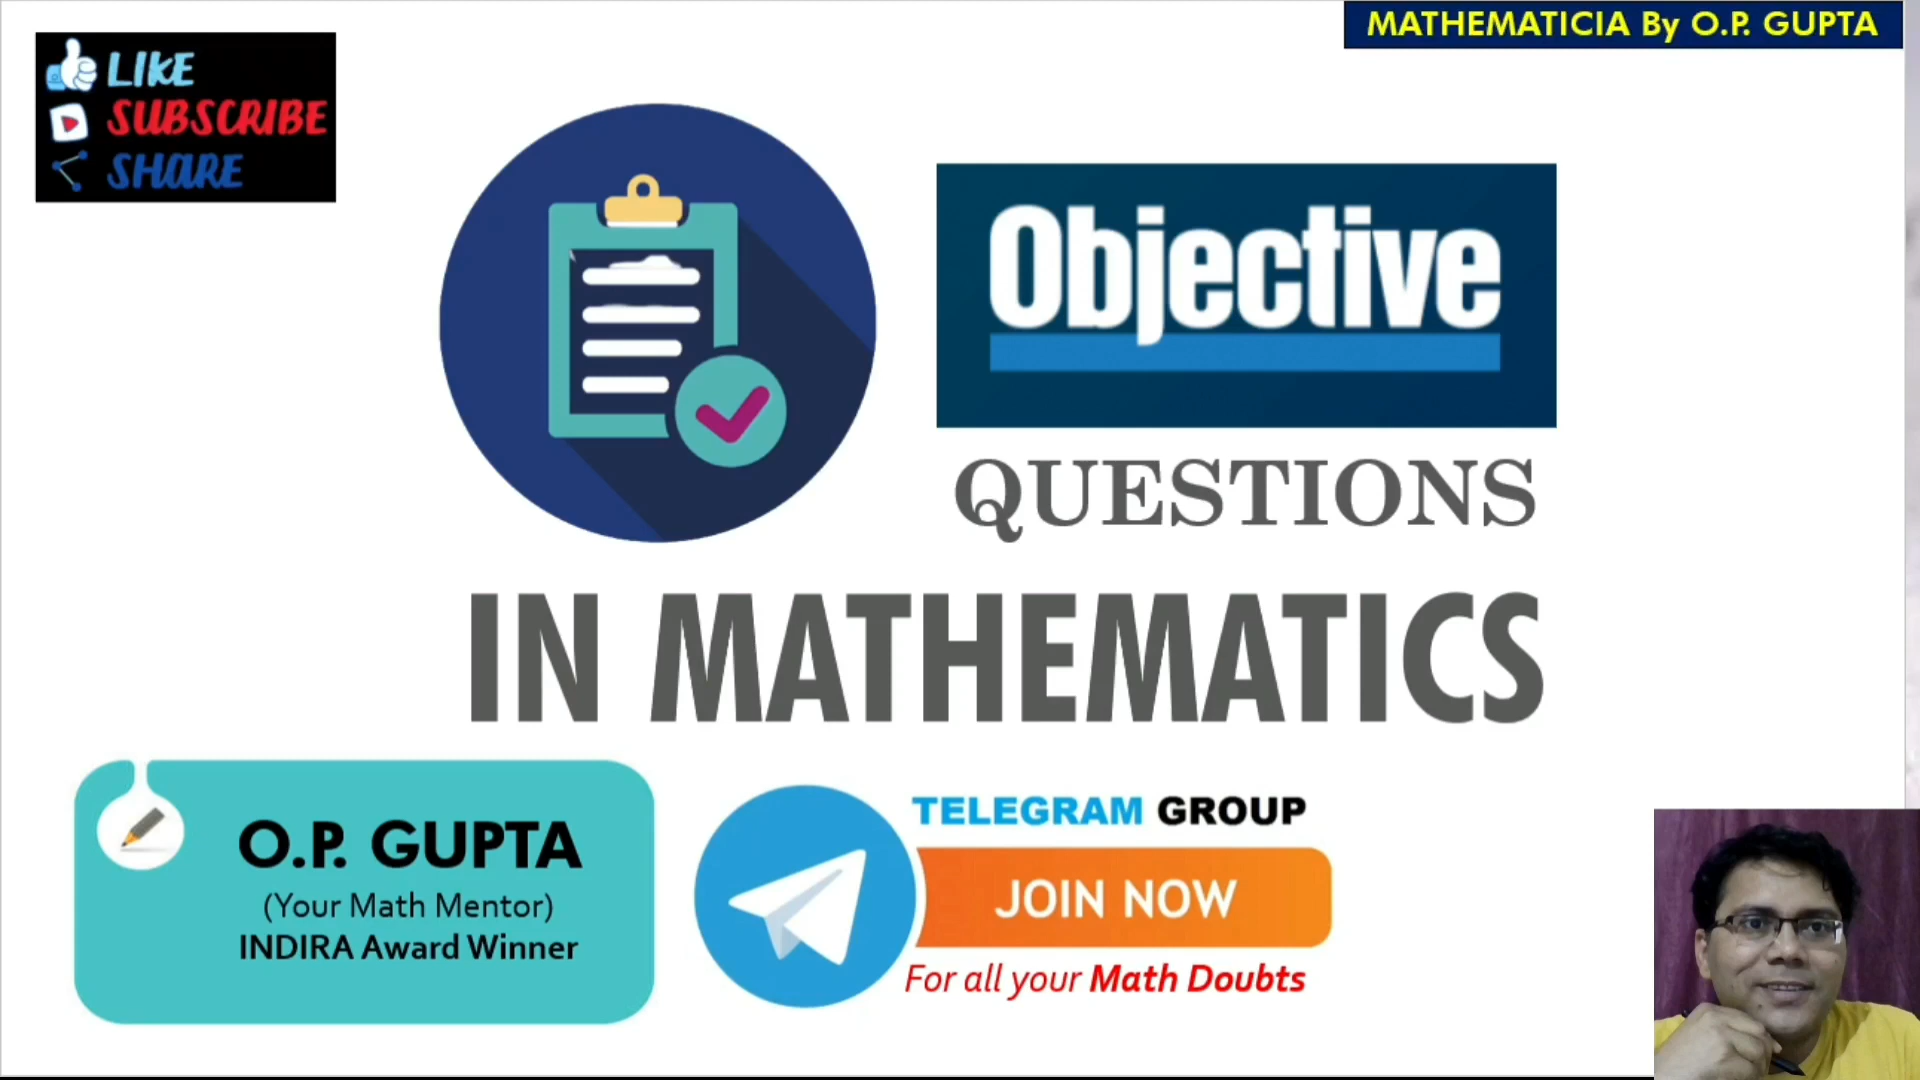 MATHEMATICIA By O.P. GUPTA
LIKE
SUBSCRIBE
SHARE
Objective
QUESTIONS
IN MATHEMATICS
O.P. GUPTA
(Your Math Mentor)
INDIRA Award Winner
TELEGRAM GROUP
JOIN NOW
For all your Math Doubts